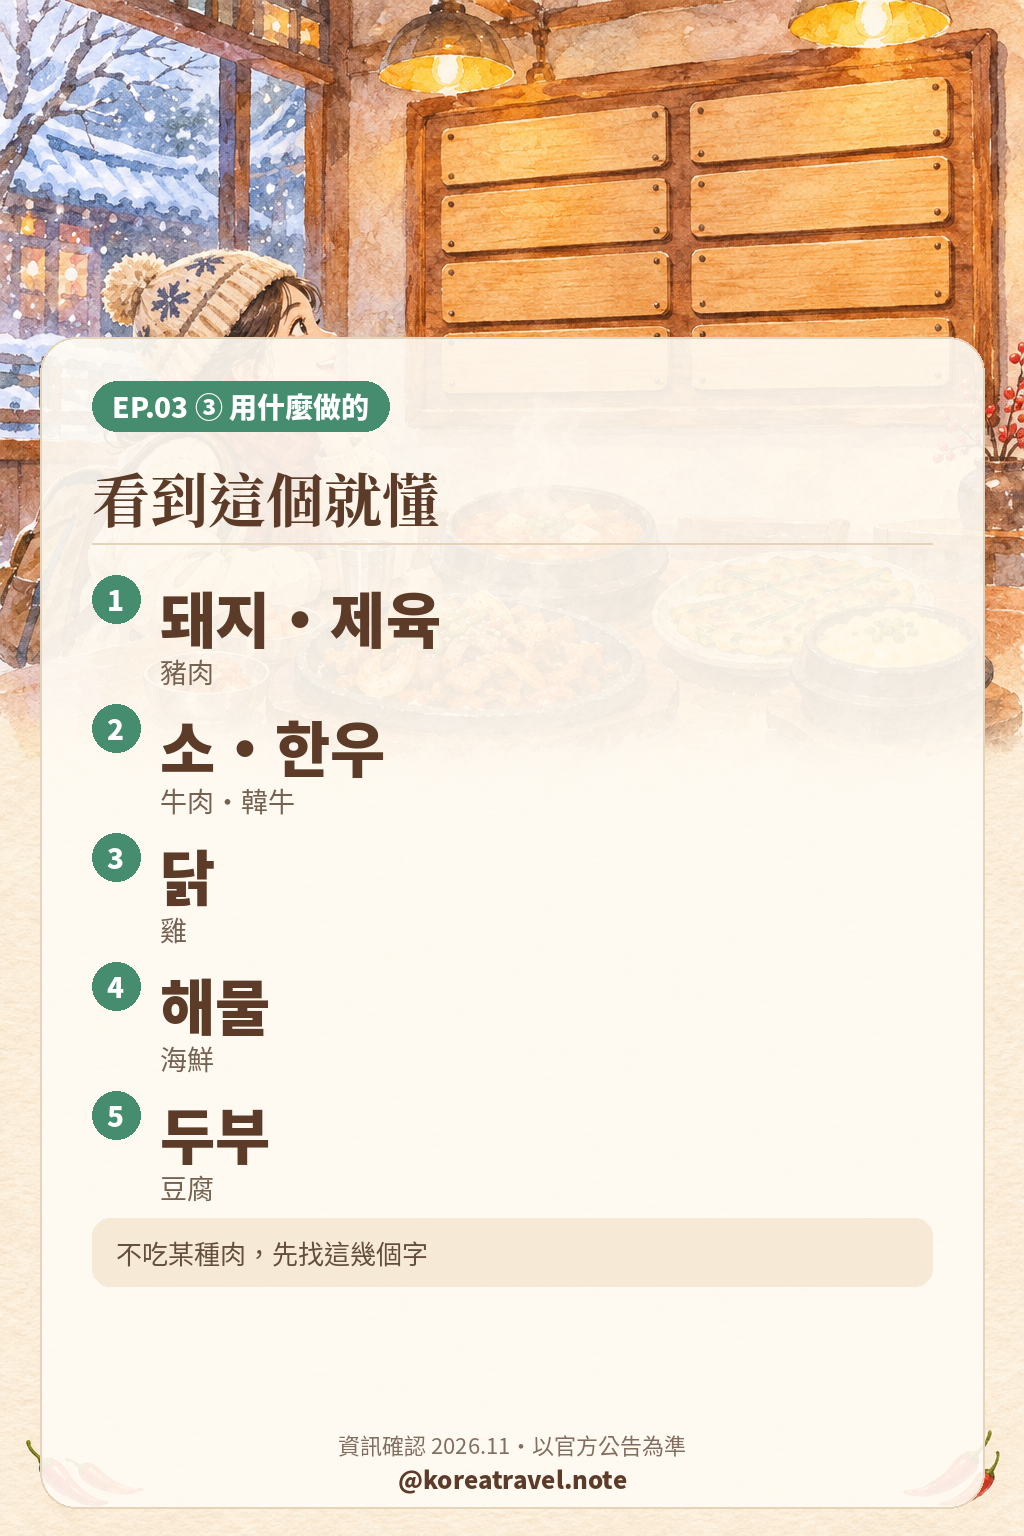 EP.03 ③ 用什麼做的
看到這個就懂
1 돼지・제육
豬肉
2 소・한우
牛肉・韓牛
3 닭
雞
4 해물
海鮮
5 두부
豆腐
不吃某種肉，先找這幾個字
資訊確認 2026.11・以官方公告為準
@koreatravel.note